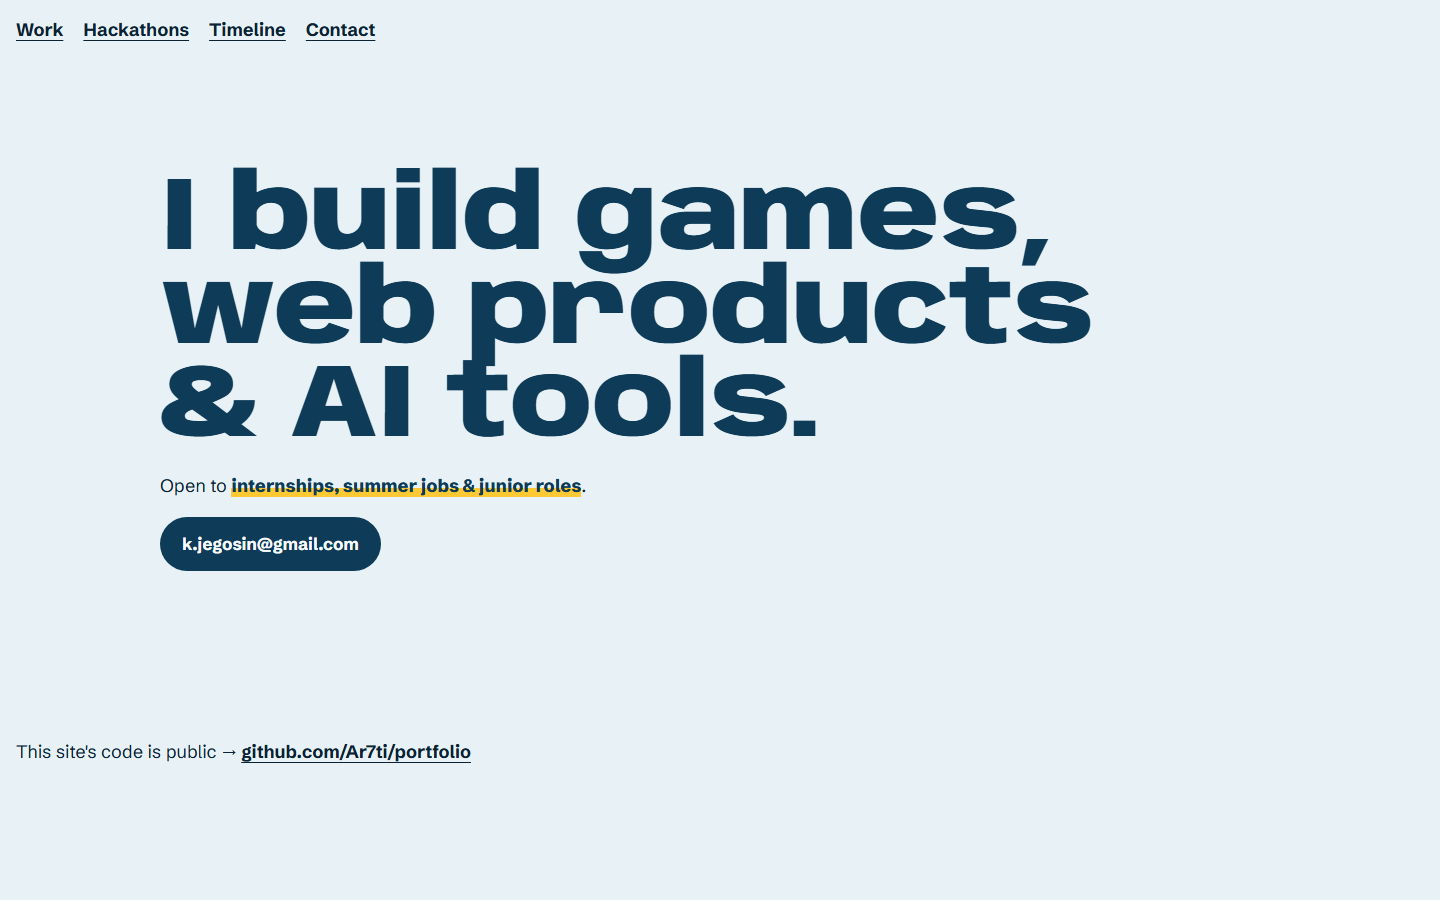 Work Hackathons Timeline Contact
I build games,
web products
& AI tools.
Open to internships, summer jobs & junior roles.
k.jegosin@gmail.com
This site's code is public → github.com/Ar7ti/portfolio